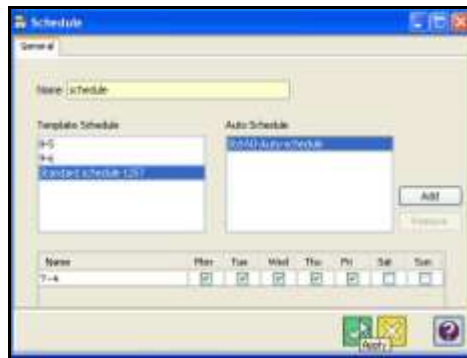 Schedule
General
Name schedule
Template Schedule
Auto Schedule
9-5
9-6
Standard schedule
Add
Remove
Name Mon Tue Wed Thu Fri Sat Sun
7-4
Apply
?